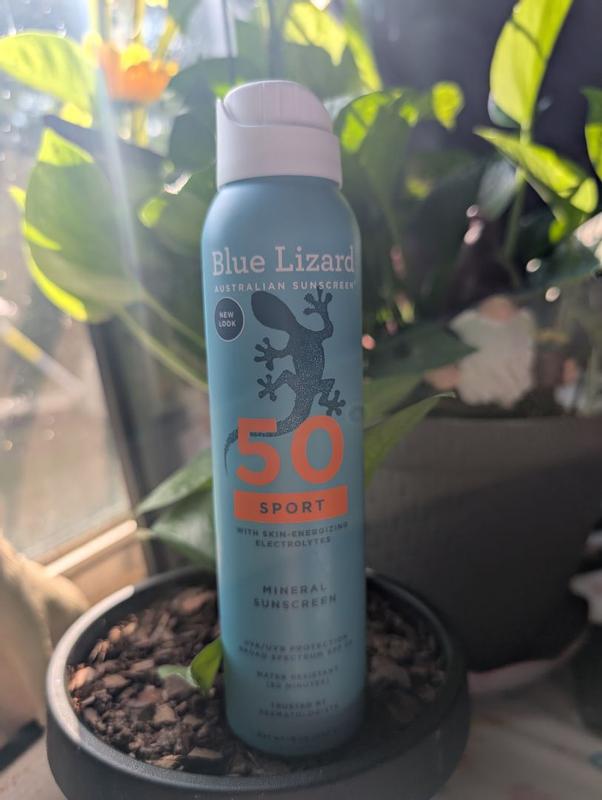 Blue Lizard
AUSTRALIAN SUNSCREEN
NEW
LOOK
50
SPORT
WITH SKIN-ENERGIZING
ELECTROLYTES
MINERAL
SUNSCREEN
UVA/UVB PROTECTION
BROAD SPECTRUM SPF 50
WATER RESISTANT
(80 MINUTES)
TRUSTED BY
DERMATOLOGISTS